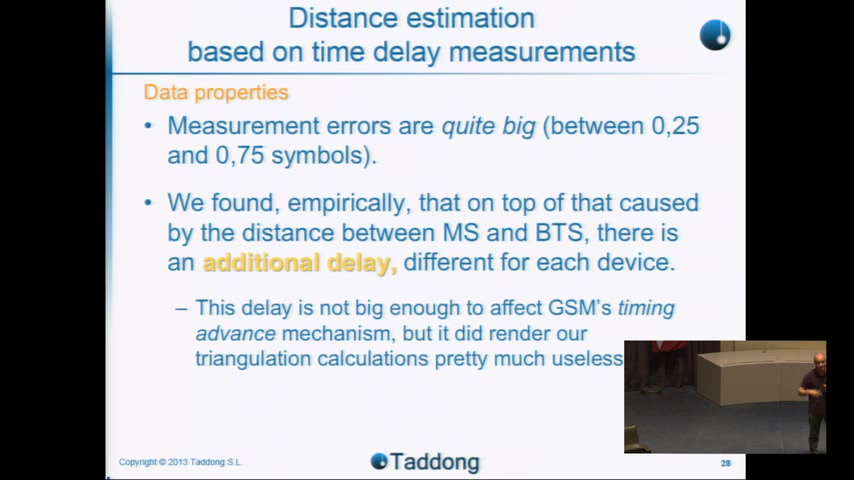 Distance estimation
based on time delay measurements
Data properties
• Measurement errors are quite big (between 0,25
and 0,75 symbols).
• We found, empirically, that on top of that caused
by the distance between MS and BTS, there is
an additional delay, different for each device.
– This delay is not big enough to affect GSM's timing
advance mechanism, but it did render our
triangulation calculations pretty much useless
Copyright © 2013 Taddong S.L.
Taddong
28